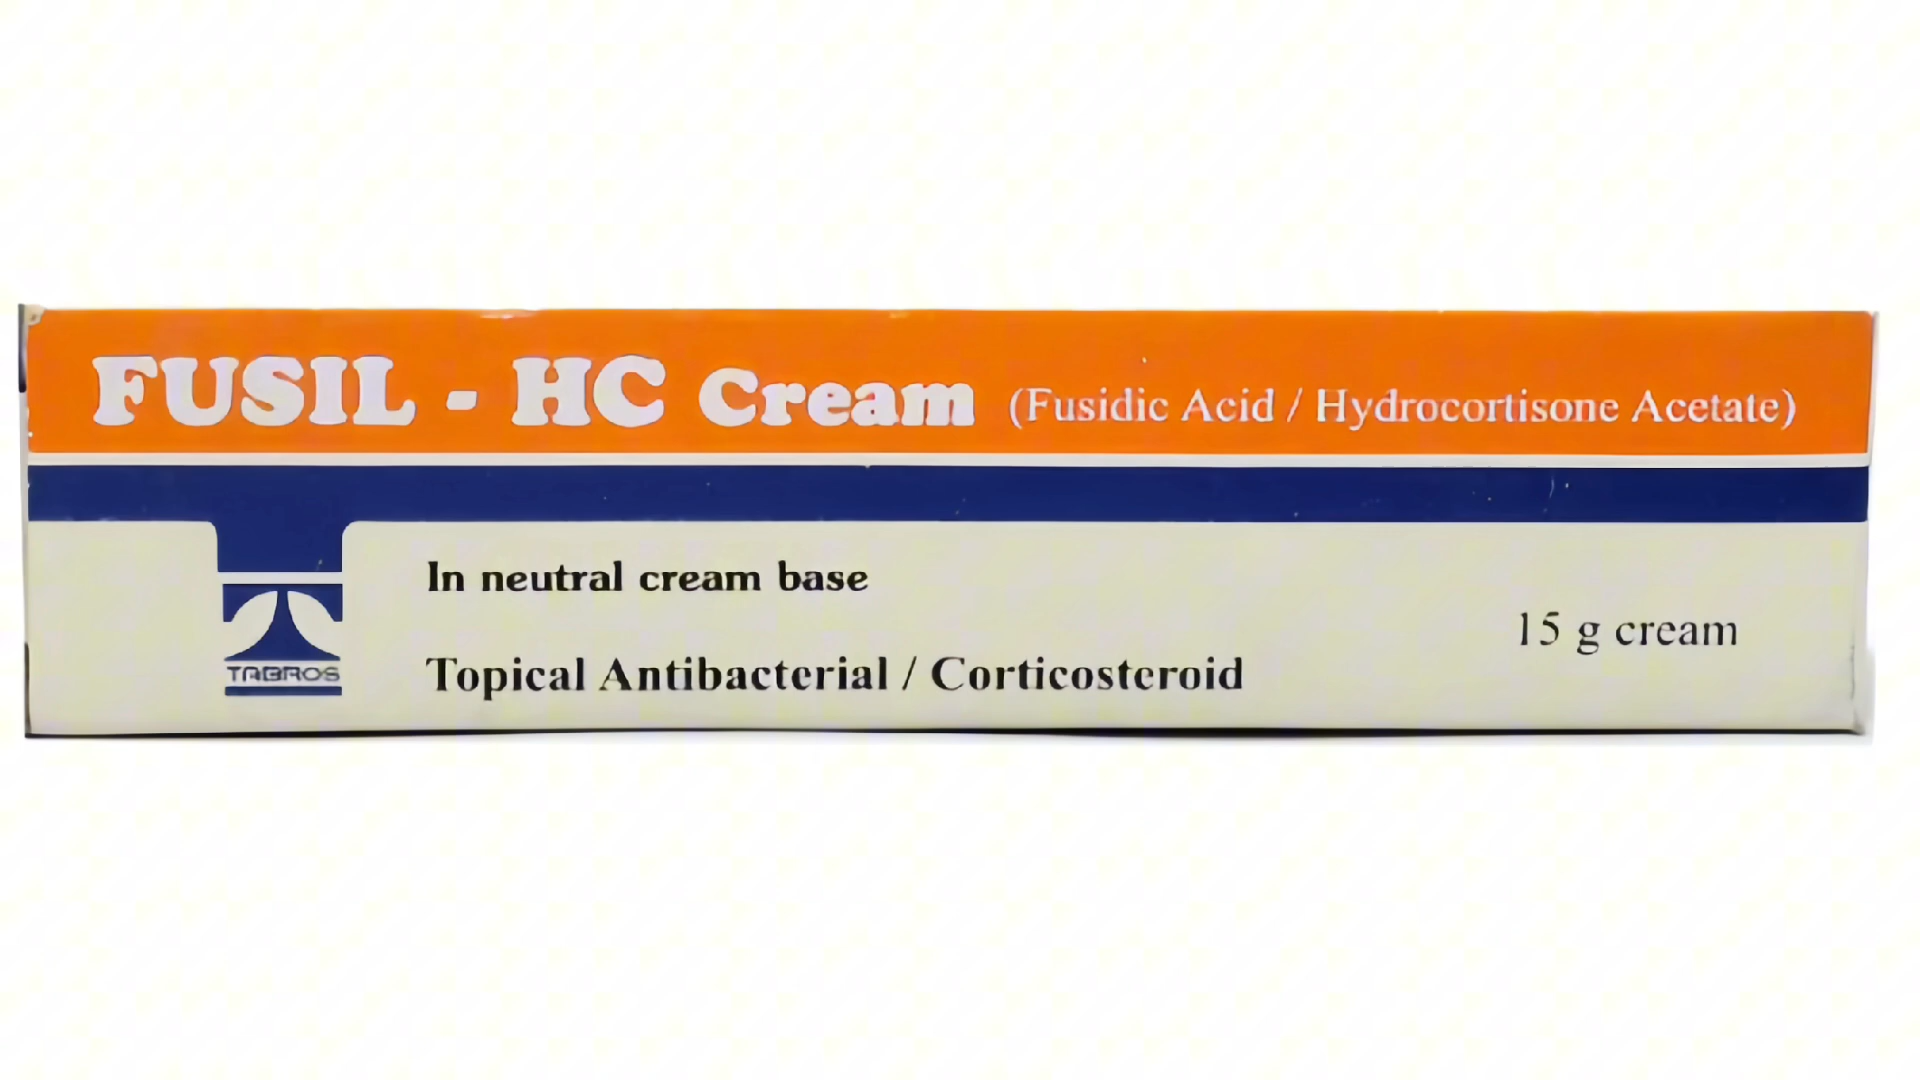 FUSIL - HC Cream (Fusidic Acid / Hydrocortisone Acetate)
In neutral cream base
15 g cream
Topical Antibacterial / Corticosteroid
TABROS